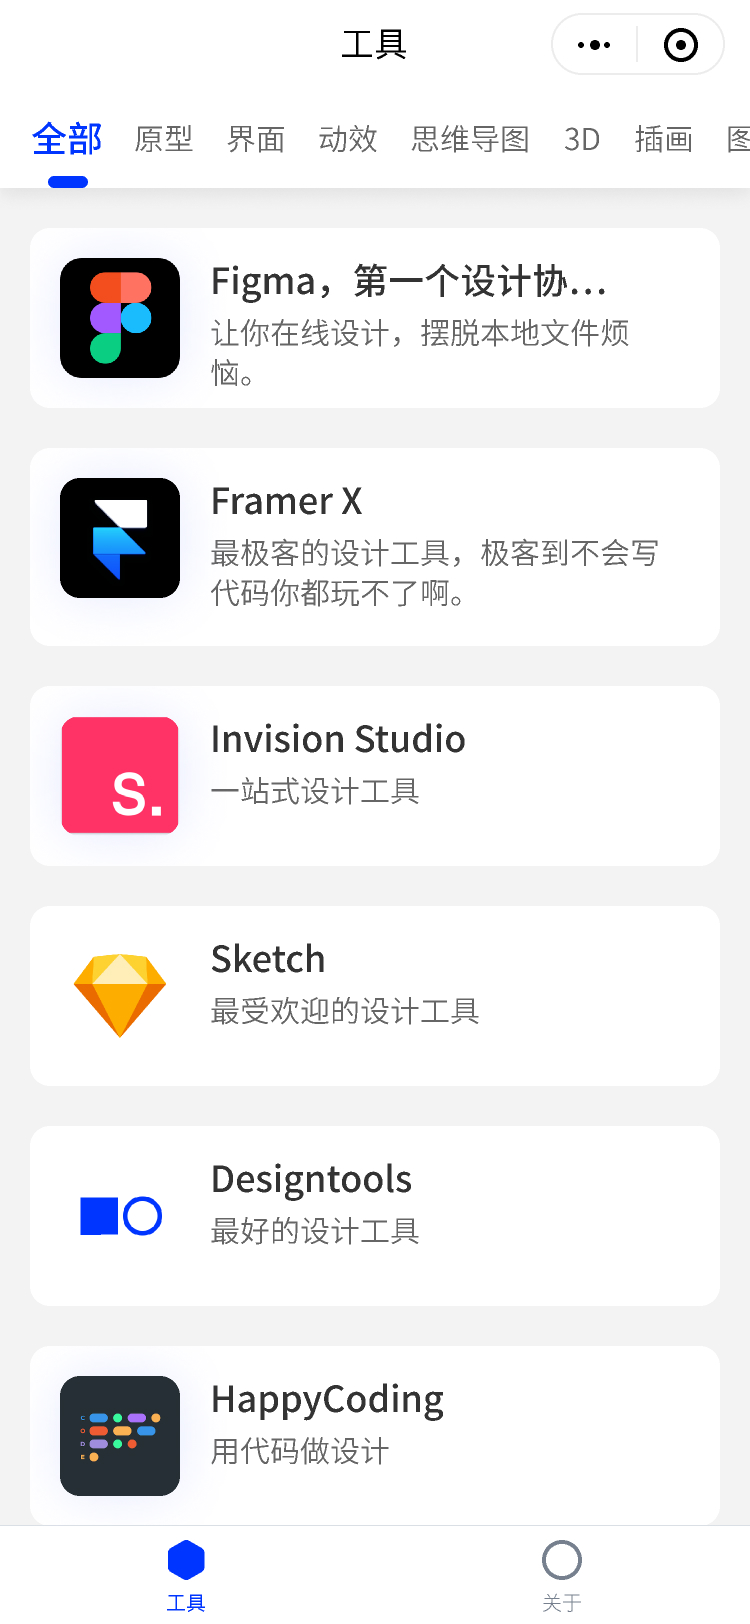 工具
全部 原型 界面 动效 思维导图 3D 插画 图
Figma，第一个设计协...
让你在线设计，摆脱本地文件烦
恼。
Framer X
最极客的设计工具，极客到不会写
代码你都玩不了啊。
S.
Invision Studio
一站式设计工具
Sketch
最受欢迎的设计工具
Designtools
最好的设计工具
C
O
D
E
HappyCoding
用代码做设计
工具 关于